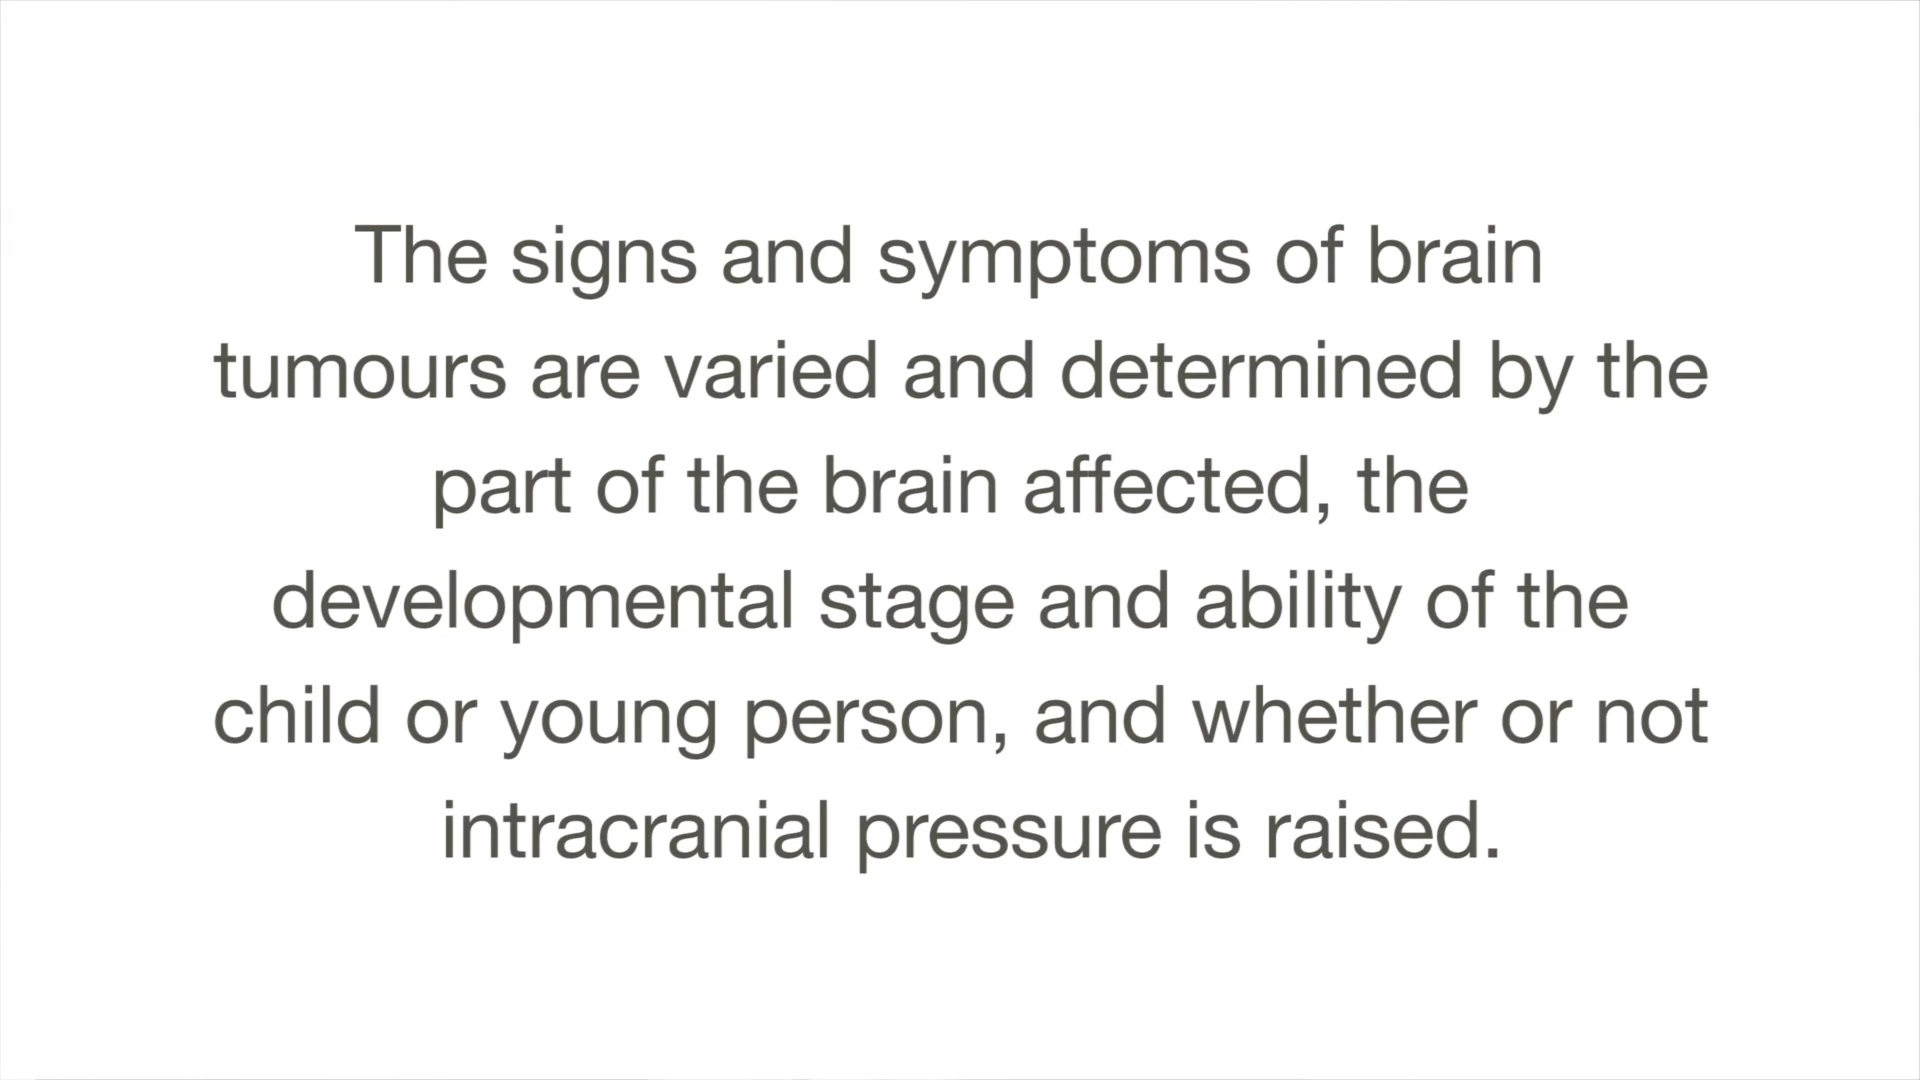 The signs and symptoms of brain
tumours are varied and determined by the
part of the brain affected, the
developmental stage and ability of the
child or young person, and whether or not
intracranial pressure is raised.